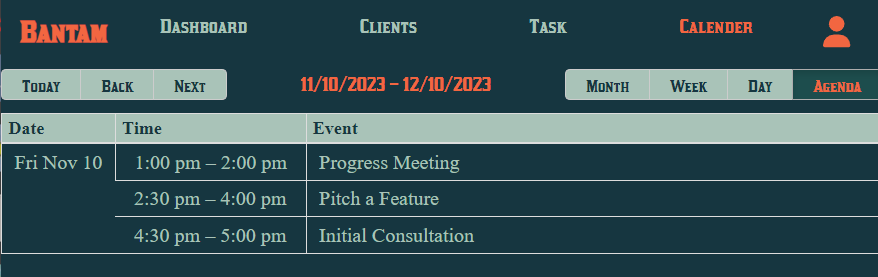 Bantam Dashboard Clients Task Calender
Today Back Next 11/10/2023 – 12/10/2023 Month Week Day Agenda
Date Time Event
Fri Nov 10 1:00 pm – 2:00 pm Progress Meeting
2:30 pm – 4:00 pm Pitch a Feature
4:30 pm – 5:00 pm Initial Consultation